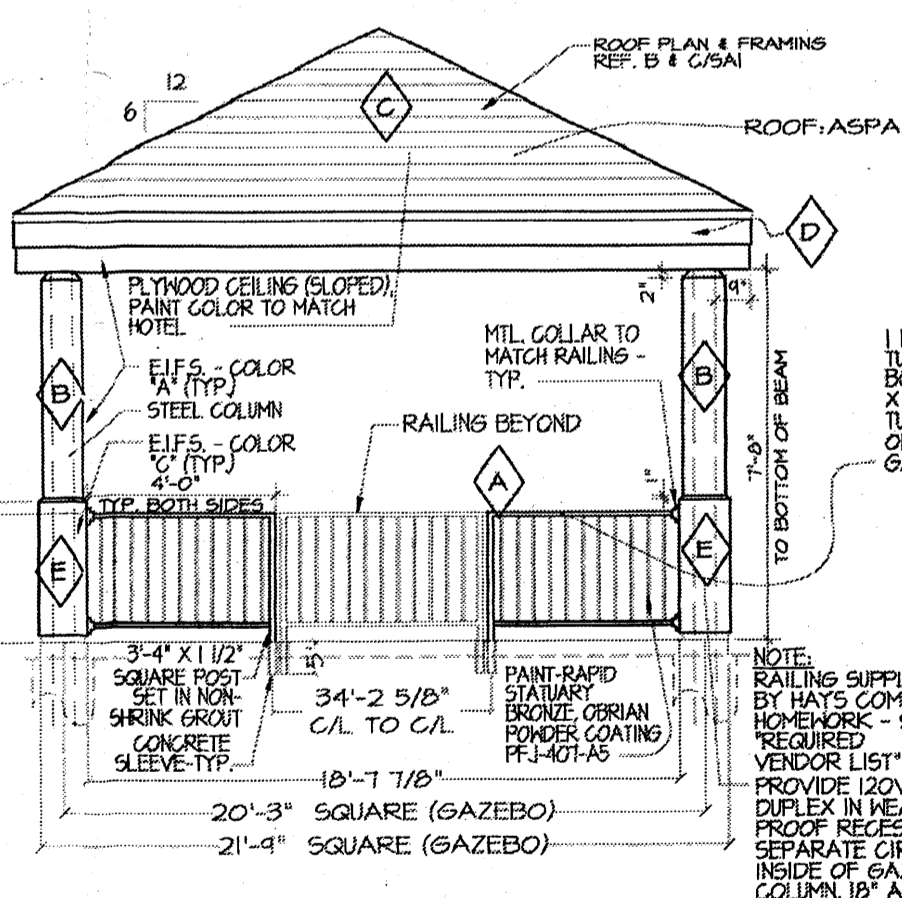 ROOF PLAN & FRAMING
REF. B & C/SA1
12
6
C
ROOF: ASPA
D
PLYWOOD CEILING (SLOPED),
PAINT COLOR TO MATCH
HOTEL
2"
9"
MTL. COLLAR TO
MATCH RAILING -
TYP.
B
B
E.I.F.S. - COLOR
"A" (TYP.)
STEEL COLUMN
E.I.F.S. - COLOR
"C" (TYP.)
4'-0"
TYP. BOTH SIDES
RAILING BEYOND
A
1"
7'-8"
TO BOTTOM OF BEAM
E
E
3'-4" X 1 1/2"
SQUARE POST
SET IN NON-
SHRINK GROUT
CONCRETE
SLEEVE-TYP.
5"
34'-2 5/8"
C/L TO C/L
PAINT-RAPID
STATUARY
BRONZE, OBRIAN
POWDER COATING
PFJ-407-A5
18'-7 7/8"
20'-3" SQUARE (GAZEBO)
21'-9" SQUARE (GAZEBO)
NOTE:
RAILING SUPPL
BY HAYS COM
HOMEWORK - S
"REQUIRED
VENDOR LIST"
PROVIDE 120V
DUPLEX IN WEA
PROOF RECES
SEPARATE CIR
INSIDE OF GA
COLUMN, 18" A